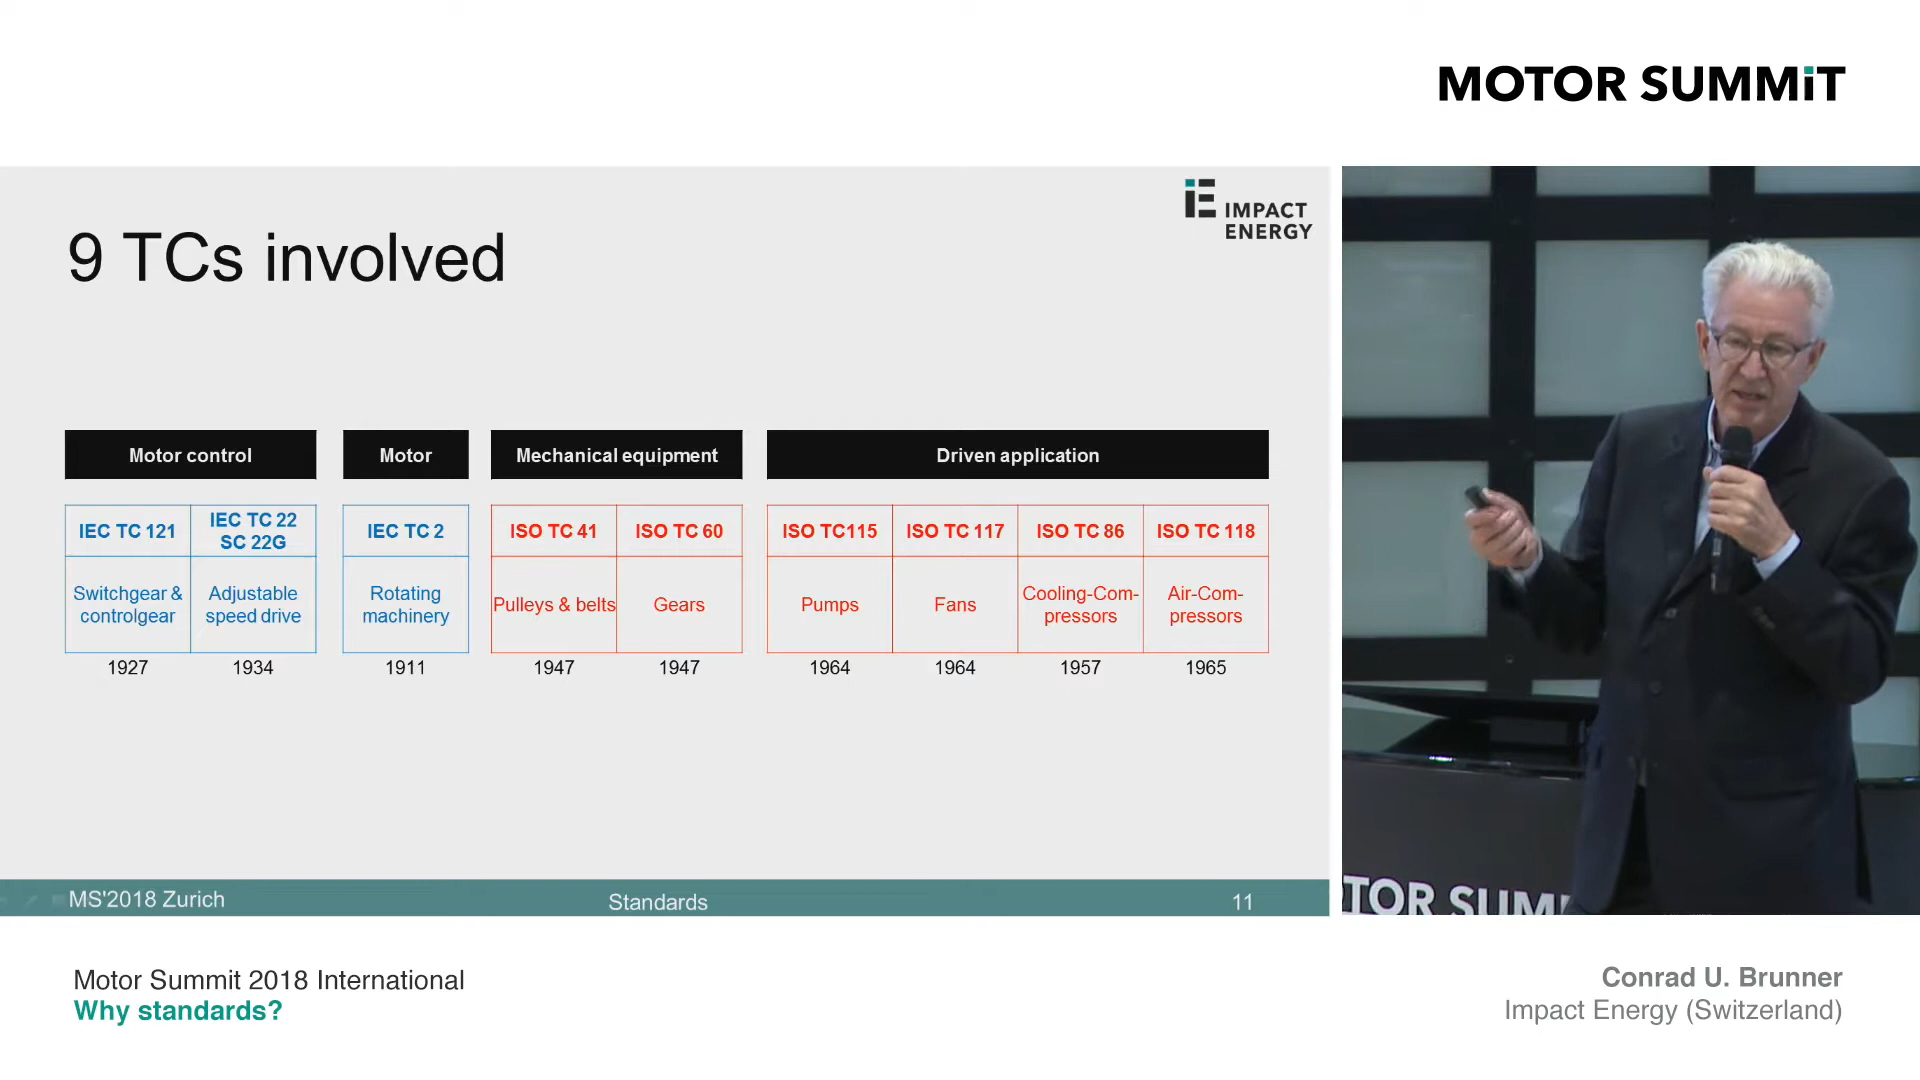 MOTOR SUMMiT
iE IMPACT
ENERGY
9 TCs involved
Motor control
Motor
Mechanical equipment
Driven application
IEC TC 121
IEC TC 22
SC 22G
IEC TC 2
ISO TC 41
ISO TC 60
ISO TC115
ISO TC 117
ISO TC 86
ISO TC 118
Switchgear &
controlgear
Adjustable
speed drive
Rotating
machinery
Pulleys & belts
Gears
Pumps
Fans
Cooling-Com-
pressors
Air-Com-
pressors
1927
1934
1911
1947
1947
1964
1964
1957
1965
MS'2018 Zurich
Standards
11
TOR SUMM
Motor Summit 2018 International
Why standards?
Conrad U. Brunner
Impact Energy (Switzerland)